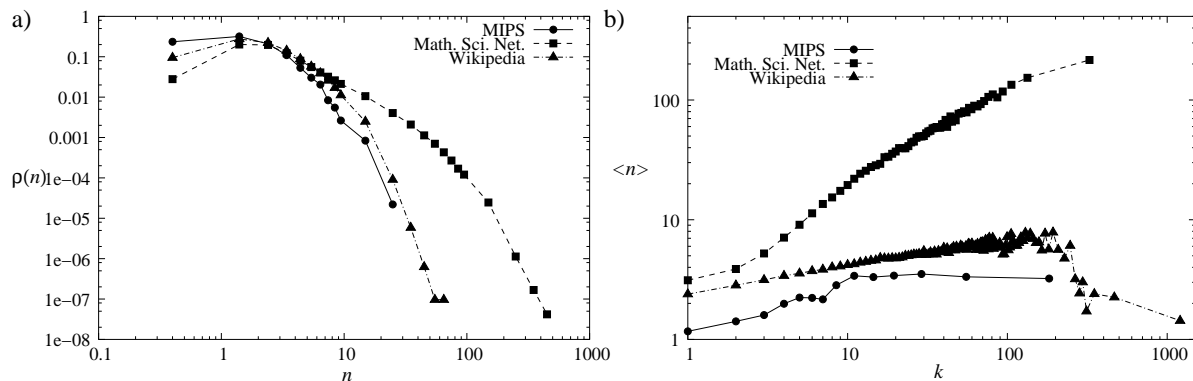 a)
MIPS
Math. Sci. Net.
Wikipedia
1
0.1
0.01
0.001
ρ(n)
1e-04
1e-05
1e-06
1e-07
1e-08
0.1
1
10
100
1000
n
b)
MIPS
Math. Sci. Net.
Wikipedia
100
<n>
10
1
1
10
100
1000
k